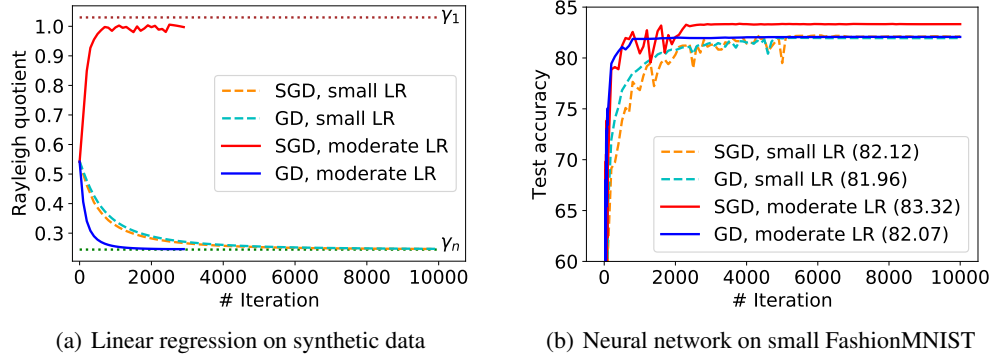 γ1
1.0
0.9
0.8
0.7
0.6
0.5
0.4
0.3
γn
Rayleigh quotient
SGD, small LR
GD, small LR
SGD, moderate LR
GD, moderate LR
0 2000 4000 6000 8000 10000
# Iteration
(a) Linear regression on synthetic data
85
80
75
70
65
60
Test accuracy
SGD, small LR (82.12)
GD, small LR (81.96)
SGD, moderate LR (83.32)
GD, moderate LR (82.07)
0 2000 4000 6000 8000 10000
# Iteration
(b) Neural network on small FashionMNIST